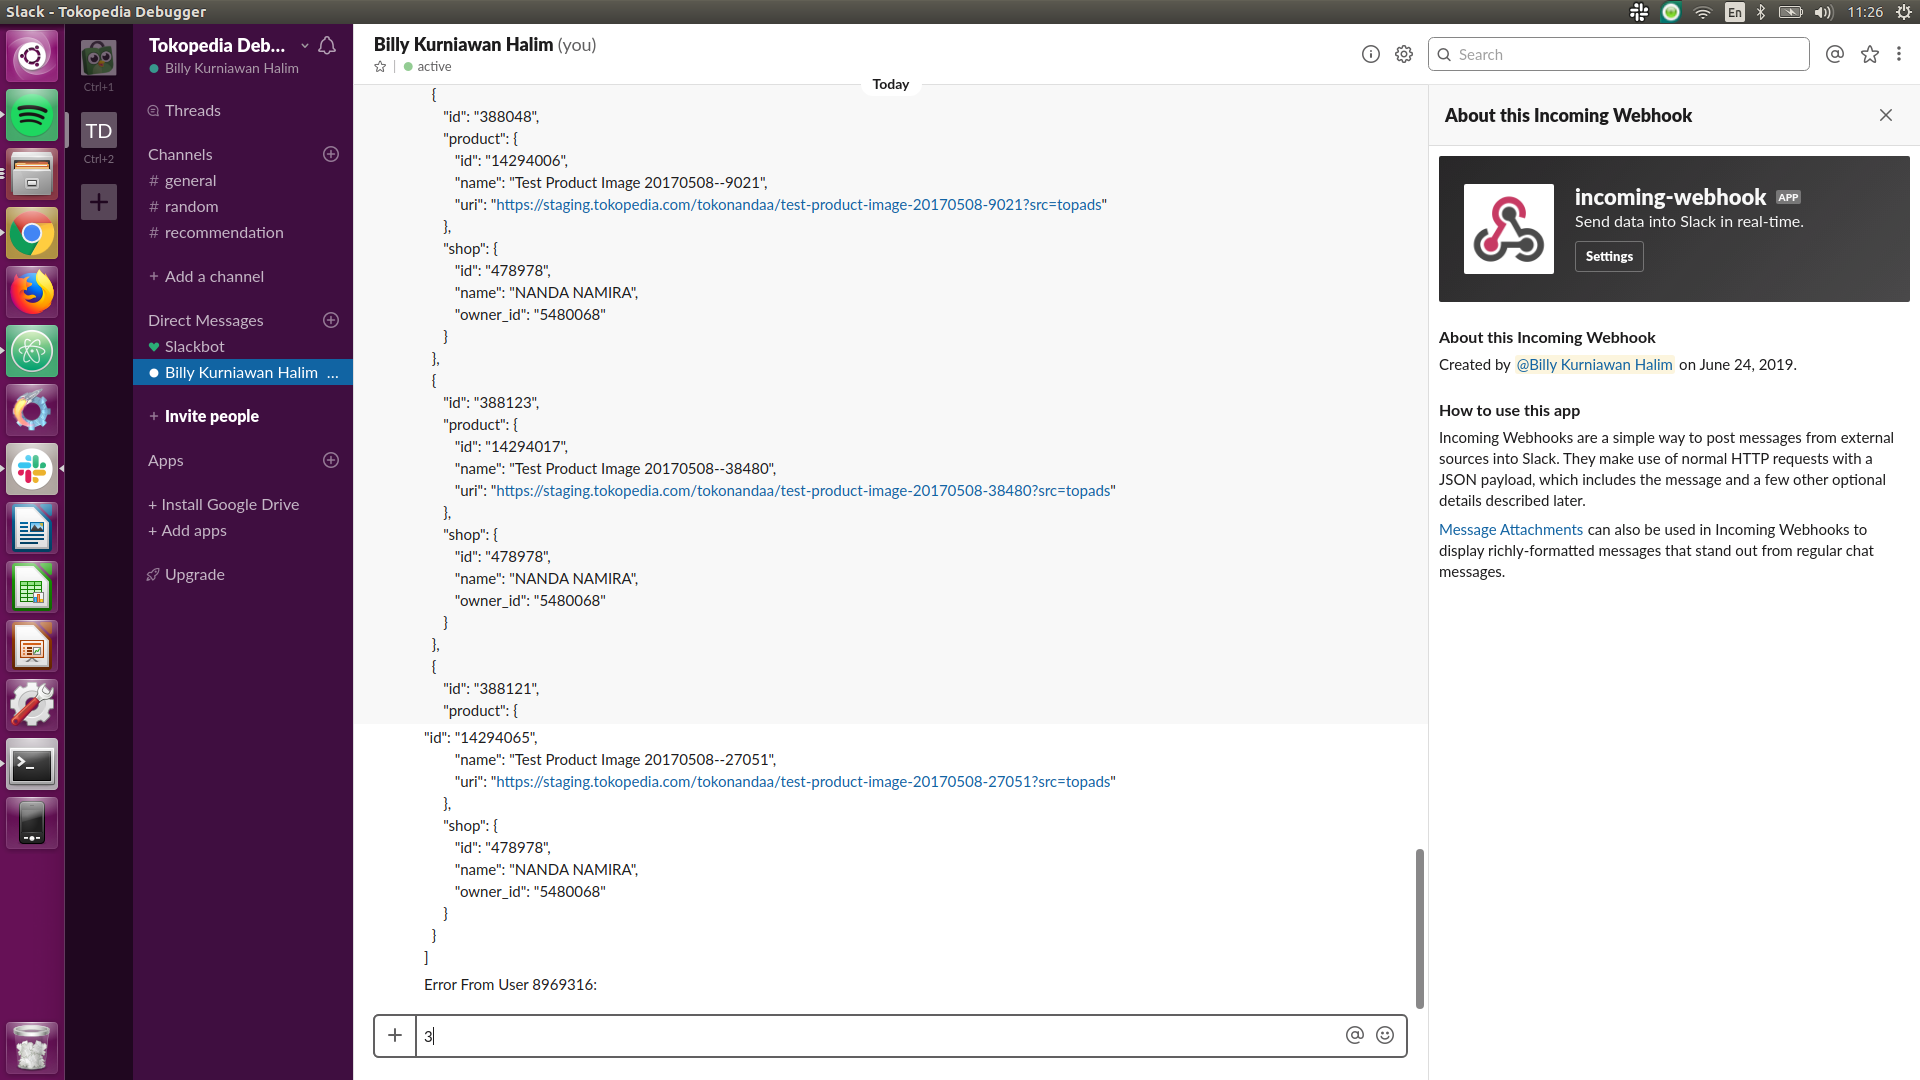 Slack - Tokopedia Debugger
En
11:26
Ctrl+1
TD
Ctrl+2
Tokopedia Deb...
Billy Kurniawan Halim
Threads
Channels
# general
# random
# recommendation
+ Add a channel
Direct Messages
Slackbot
Billy Kurniawan Halim ...
+ Invite people
Apps
+ Install Google Drive
+ Add apps
Upgrade
Billy Kurniawan Halim (you)
active
Search
Today
{
"id": "388048",
"product": {
"id": "14294006",
"name": "Test Product Image 20170508--9021",
"uri": "https://staging.tokopedia.com/tokonandaa/test-product-image-20170508-9021?src=topads"
},
"shop": {
"id": "478978",
"name": "NANDA NAMIRA",
"owner_id": "5480068"
}
},
{
"id": "388123",
"product": {
"id": "14294017",
"name": "Test Product Image 20170508--38480",
"uri": "https://staging.tokopedia.com/tokonandaa/test-product-image-20170508-38480?src=topads"
},
"shop": {
"id": "478978",
"name": "NANDA NAMIRA",
"owner_id": "5480068"
}
},
{
"id": "388121",
"product": {
"id": "14294065",
"name": "Test Product Image 20170508--27051",
"uri": "https://staging.tokopedia.com/tokonandaa/test-product-image-20170508-27051?src=topads"
},
"shop": {
"id": "478978",
"name": "NANDA NAMIRA",
"owner_id": "5480068"
}
}
]
Error From User 8969316:
3
About this Incoming Webhook
incoming-webhook APP
Send data into Slack in real-time.
Settings
About this Incoming Webhook
Created by @Billy Kurniawan Halim on June 24, 2019.
How to use this app
Incoming Webhooks are a simple way to post messages from external
sources into Slack. They make use of normal HTTP requests with a
JSON payload, which includes the message and a few other optional
details described later.
Message Attachments can also be used in Incoming Webhooks to
display richly-formatted messages that stand out from regular chat
messages.